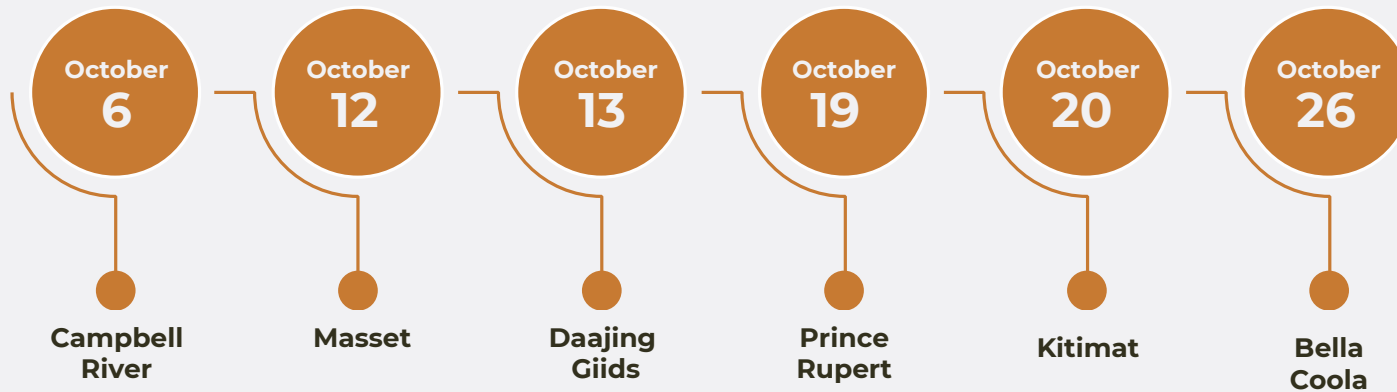 October
6
October
12
October
13
October
19
October
20
October
26
Campbell
River
Masset
Daajing
Giids
Prince
Rupert
Kitimat
Bella
Coola